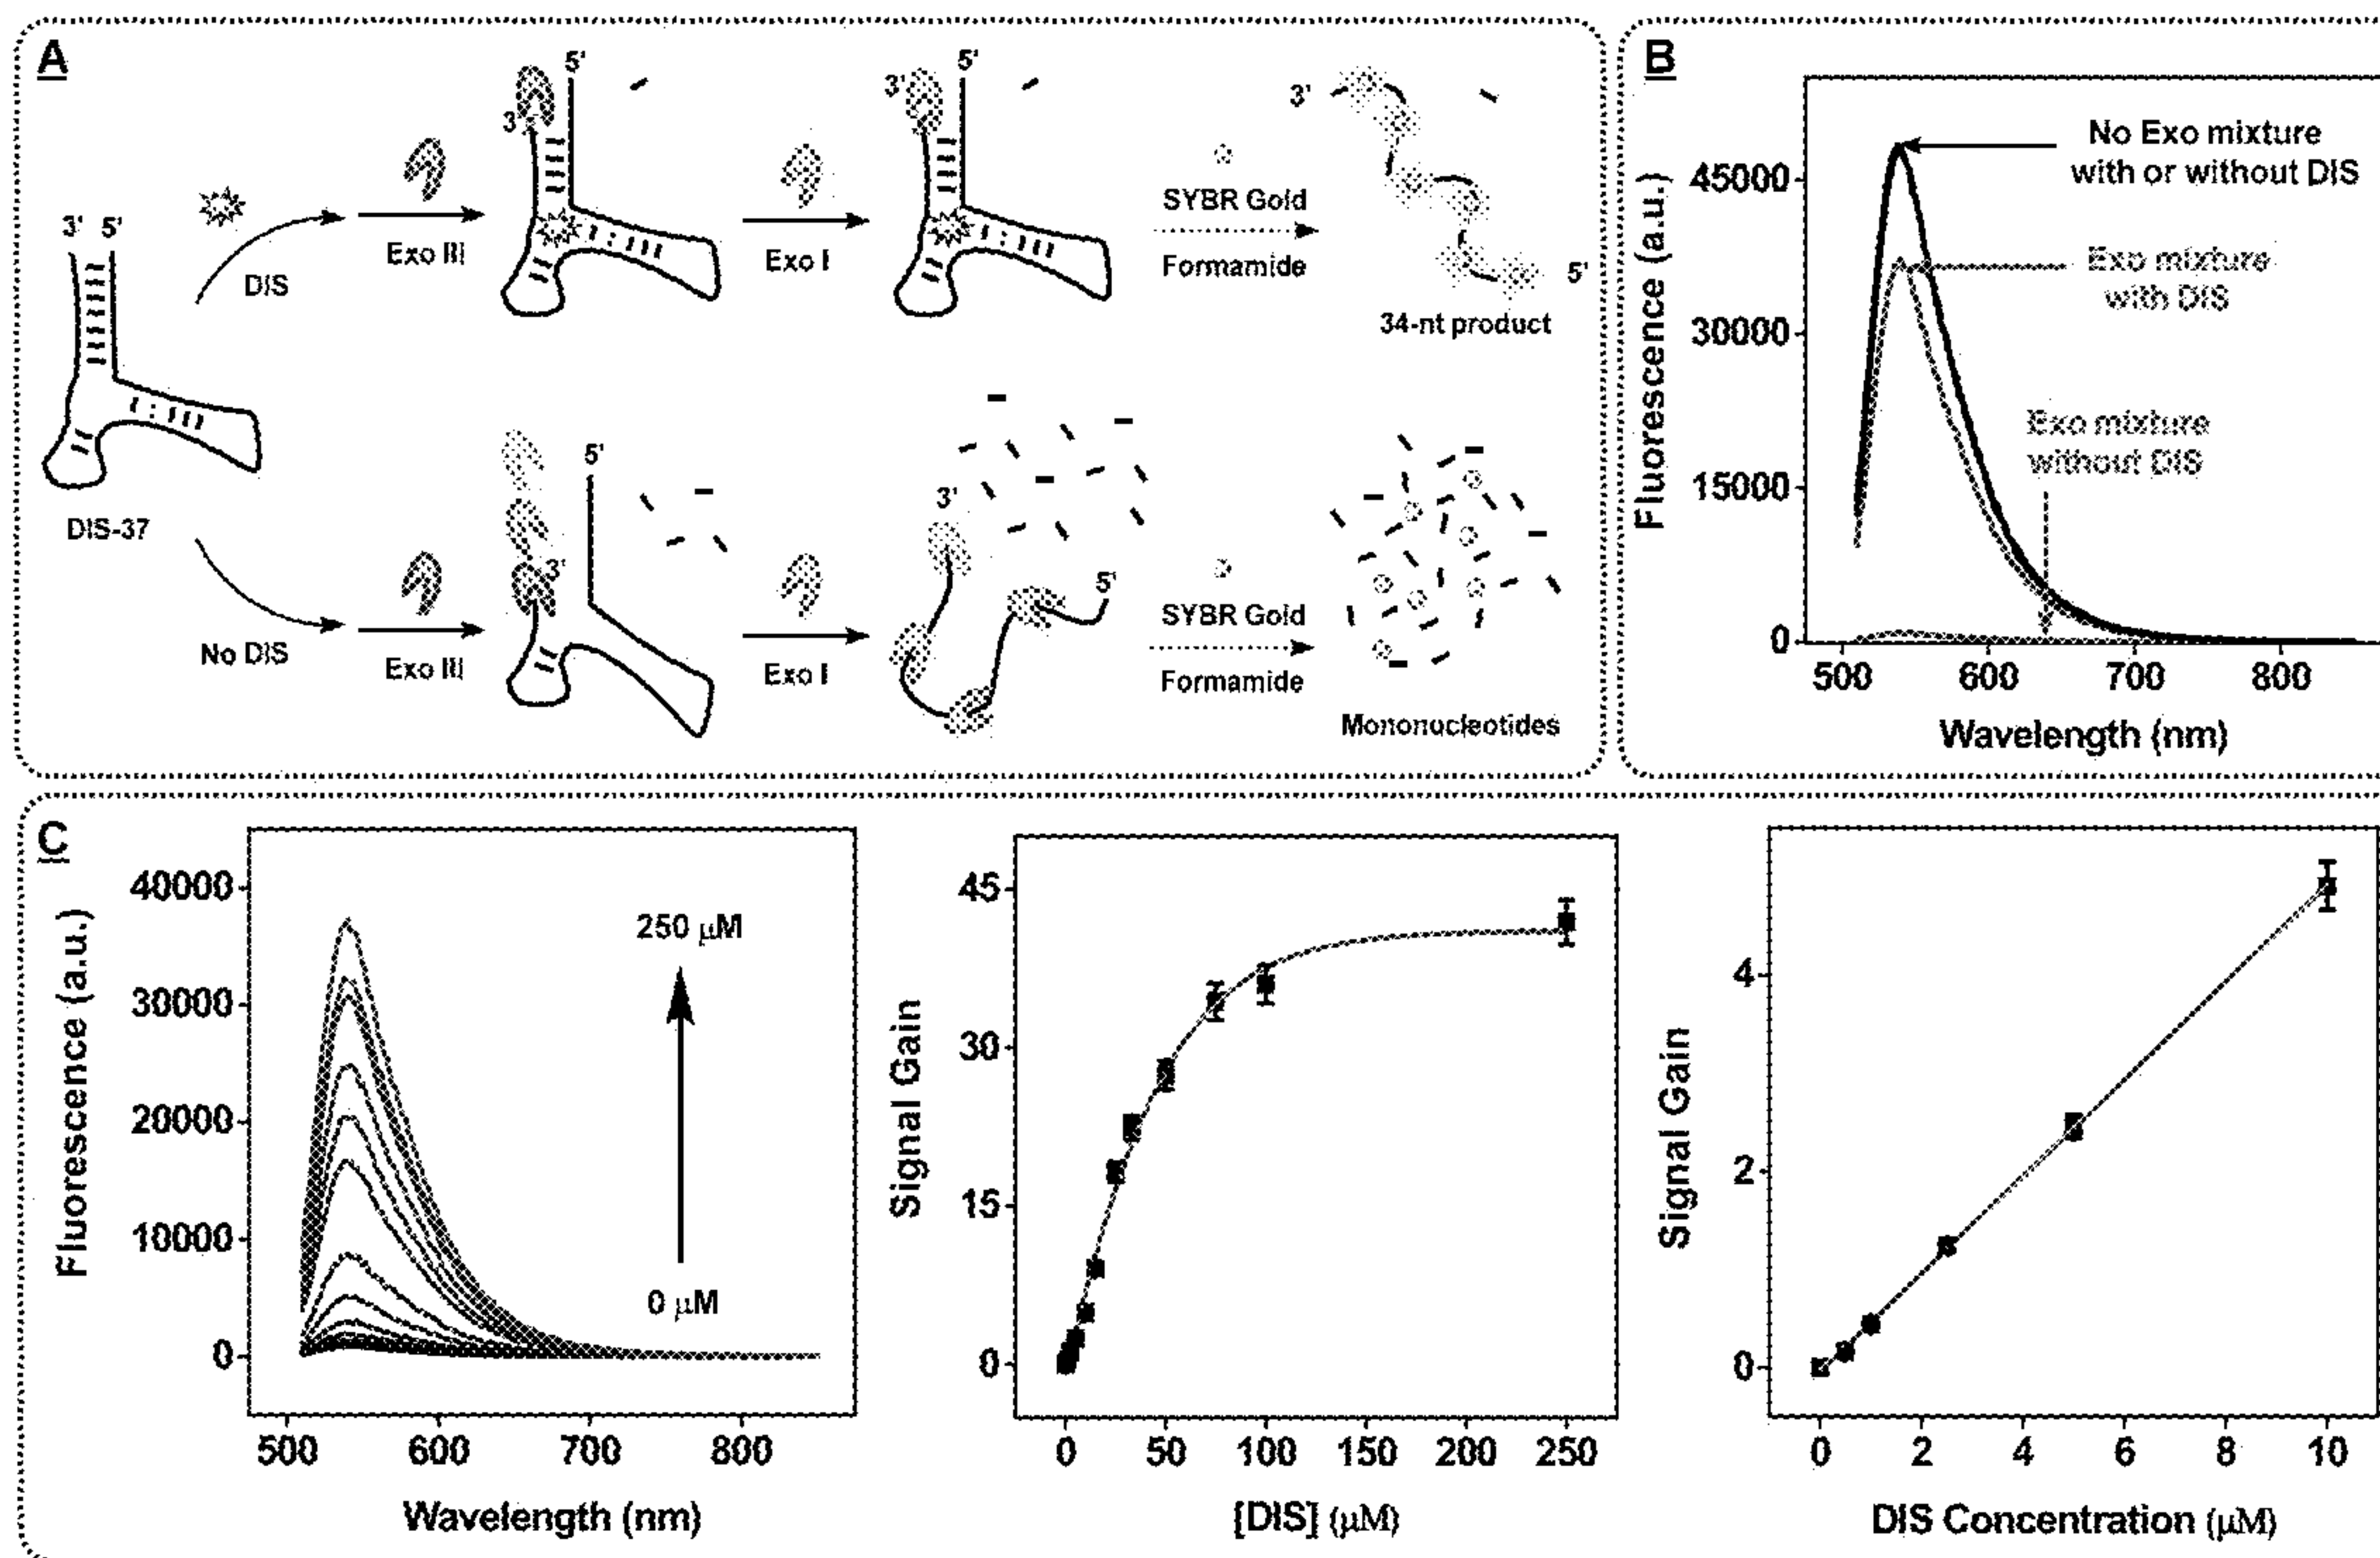 A
3' 5'
DIS-37
DIS
No DIS
Exo III
3'
5'
Exo I
3'
5'
SYBR Gold
Formamide
3'
5'
34-nt product
Exo III
3'
5'
Exo I
3'
5'
SYBR Gold
Formamide
Mononucleotides
B
Fluorescence (a.u.)
45000
30000
15000
0
500 600 700 800
Wavelength (nm)
No Exo mixture
with or without DIS
Exo mixture
with DIS
Exo mixture
without DIS
C
Fluorescence (a.u.)
40000
30000
20000
10000
0
500 600 700 800
Wavelength (nm)
250 μM
0 μM
Signal Gain
45
30
15
0
0 50 100 150 200 250
[DIS] (μM)
Signal Gain
4
2
0
0 2 4 6 8 10
DIS Concentration (μM)